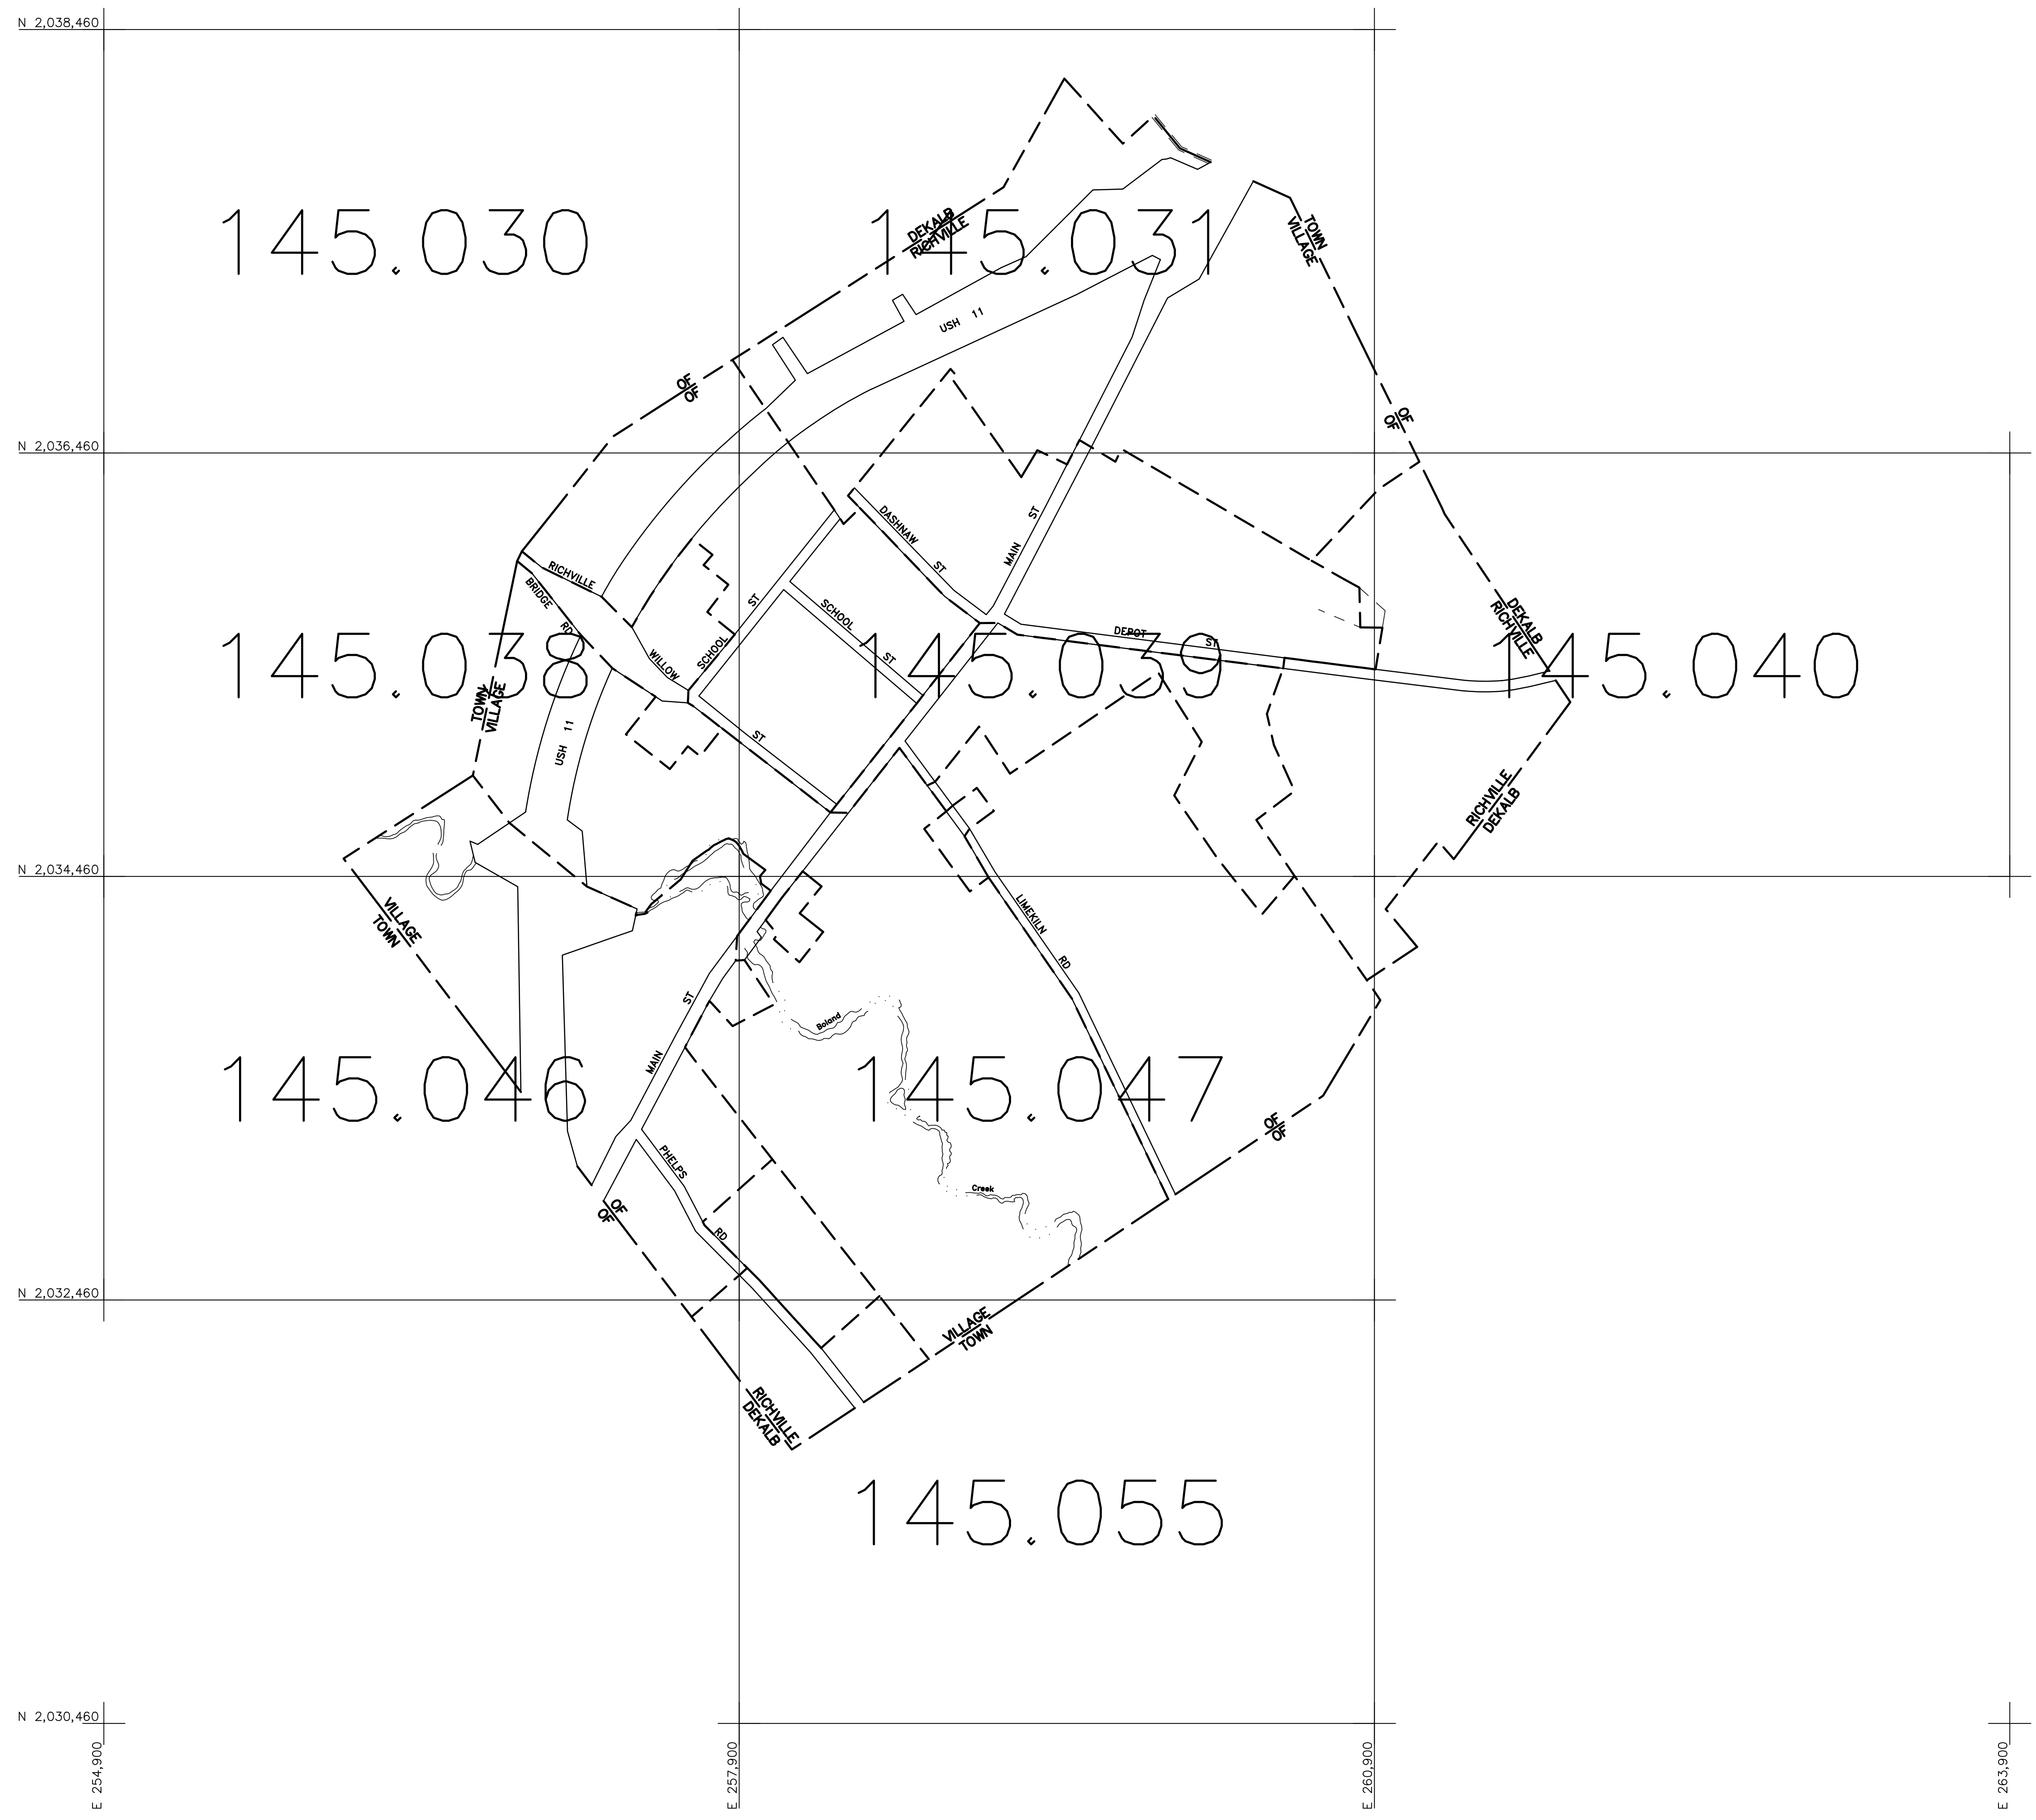 N 2,038,460
145.030
145.031
DEKALB
RICHVILLE
TOWN
VILLAGE
USH 11
OF
OF
OF
OF
N 2,036,460
DASHNAW ST
MAIN ST
RICHVILLE
BRIDGE RD
SCHOOL ST
SCHOOL ST
WILLOW
ST
DEPOT ST
DEKALB
RICHVILLE
145.038
145.039
145.040
TOWN
VILLAGE
USH 11
RICHVILLE
DEKALB
N 2,034,460
VILLAGE
TOWN
LIMEKILN RD
MAIN ST
Boland
145.046
145.047
OF
OF
PHELPS RD
Creek
OF
OF
N 2,032,460
VILLAGE
TOWN
RICHVILLE
DEKALB
145.055
N 2,030,460
E 254,900
E 257,900
E 260,900
E 263,900